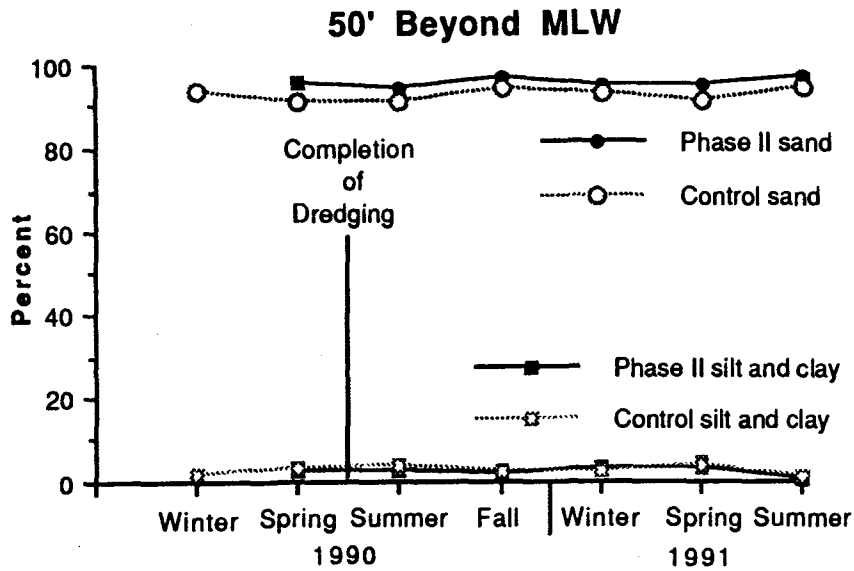 50' Beyond MLW
100
80
60
40
20
0
Percent
Completion
of
Dredging
Phase II sand
Control sand
Phase II silt and clay
Control silt and clay
Winter Spring Summer Fall Winter Spring Summer
1990 1991